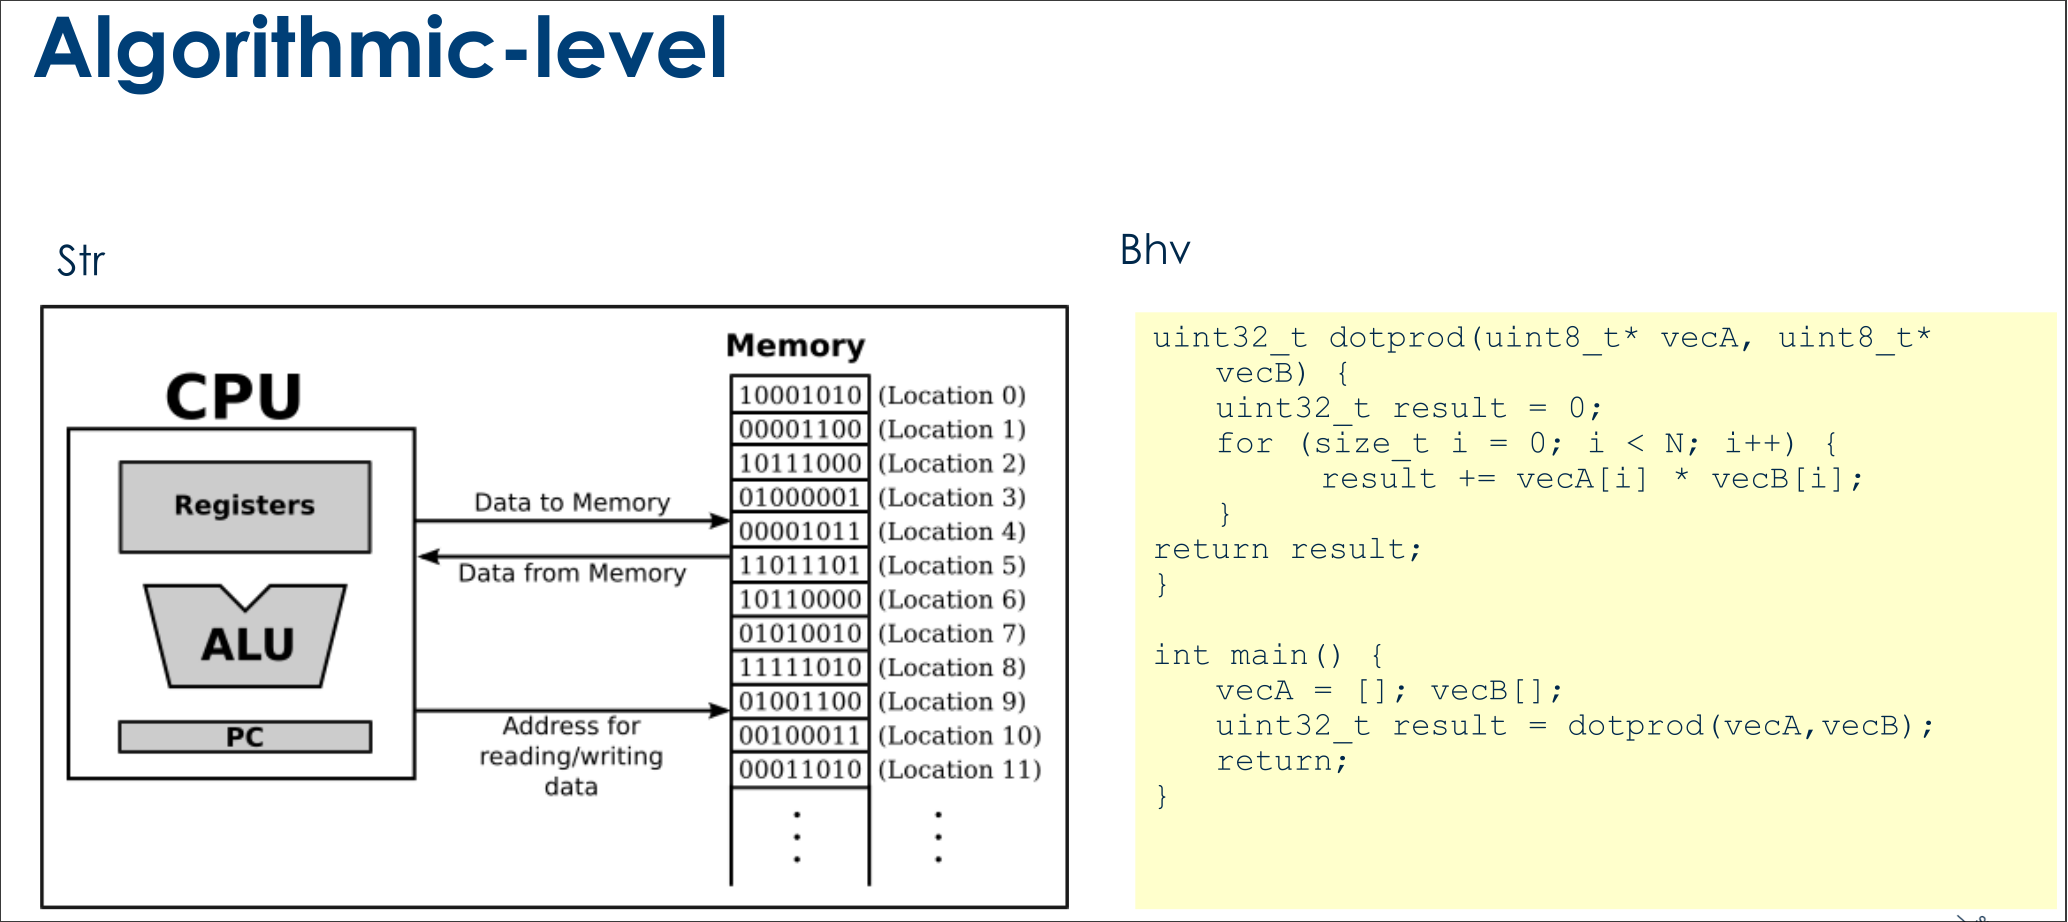 Algorithmic-level
Str
CPU
Registers
ALU
PC
Data to Memory
Data from Memory
Address for
reading/writing
data
Memory
10001010 (Location 0)
00001100 (Location 1)
10111000 (Location 2)
01000001 (Location 3)
00001011 (Location 4)
11011101 (Location 5)
10110000 (Location 6)
01010010 (Location 7)
11111010 (Location 8)
01001100 (Location 9)
00100011 (Location 10)
00011010 (Location 11)
Bhv
uint32_t dotprod(uint8_t* vecA, uint8_t*
vecB) {
uint32_t result = 0;
for (size_t i = 0; i < N; i++) {
result += vecA[i] * vecB[i];
}
return result;
}
int main() {
vecA = []; vecB[];
uint32_t result = dotprod(vecA,vecB);
return;
}